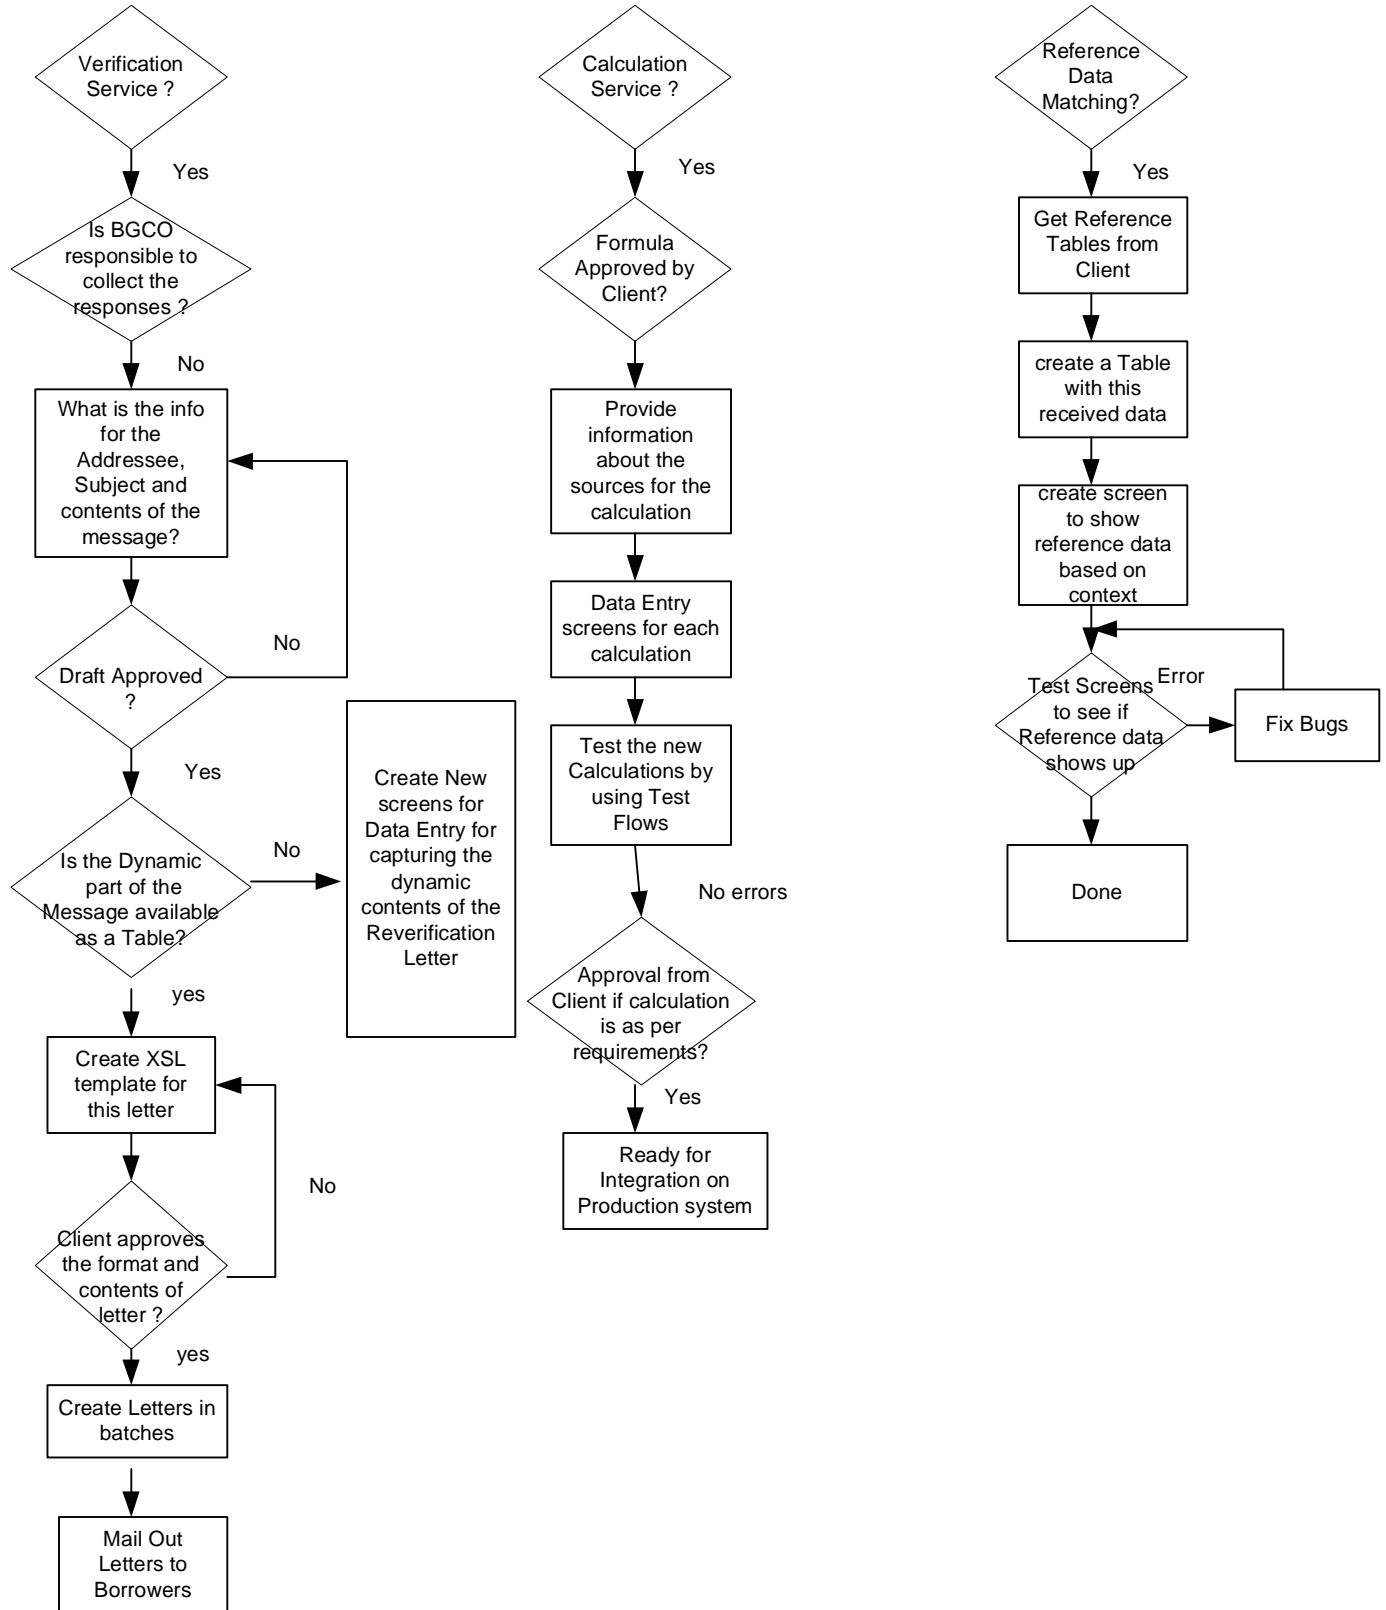 Verification
Service ?
Yes
Is BGCO
responsible to
collect the
responses ?
No
What is the info
for the
Addressee,
Subject and
contents of the
message?
No
Draft Approved
?
Yes
Is the Dynamic
part of the
Message available
as a Table?
No
Create New
screens for
Data Entry for
capturing the
dynamic
contents of the
Reverification
Letter
yes
Create XSL
template for
this letter
No
Client approves
the format and
contents of
letter ?
yes
Create Letters in
batches
Mail Out
Letters to
Borrowers
Calculation
Service ?
Yes
Formula
Approved by
Client?
Provide
information
about the
sources for the
calculation
Data Entry
screens for each
calculation
Test the new
Calculations by
using Test
Flows
No errors
Approval from
Client if calculation
is as per
requirements?
Yes
Ready for
Integration on
Production system
Reference
Data
Matching?
Yes
Get Reference
Tables from
Client
create a Table
with this
received data
create screen
to show
reference data
based on
context
Test Screens
to see if
Reference data
shows up
Error
Fix Bugs
Done